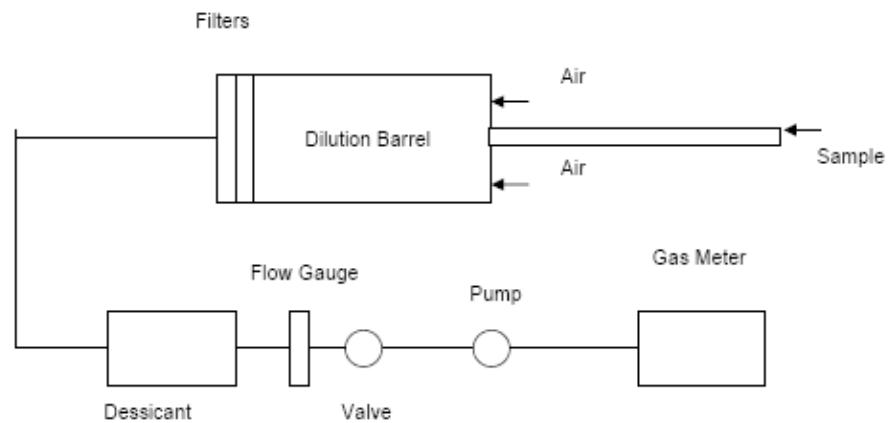 Filters
Air
Dilution Barrel
Air
Sample
Gas Meter
Flow Gauge
Pump
Dessicant
Valve